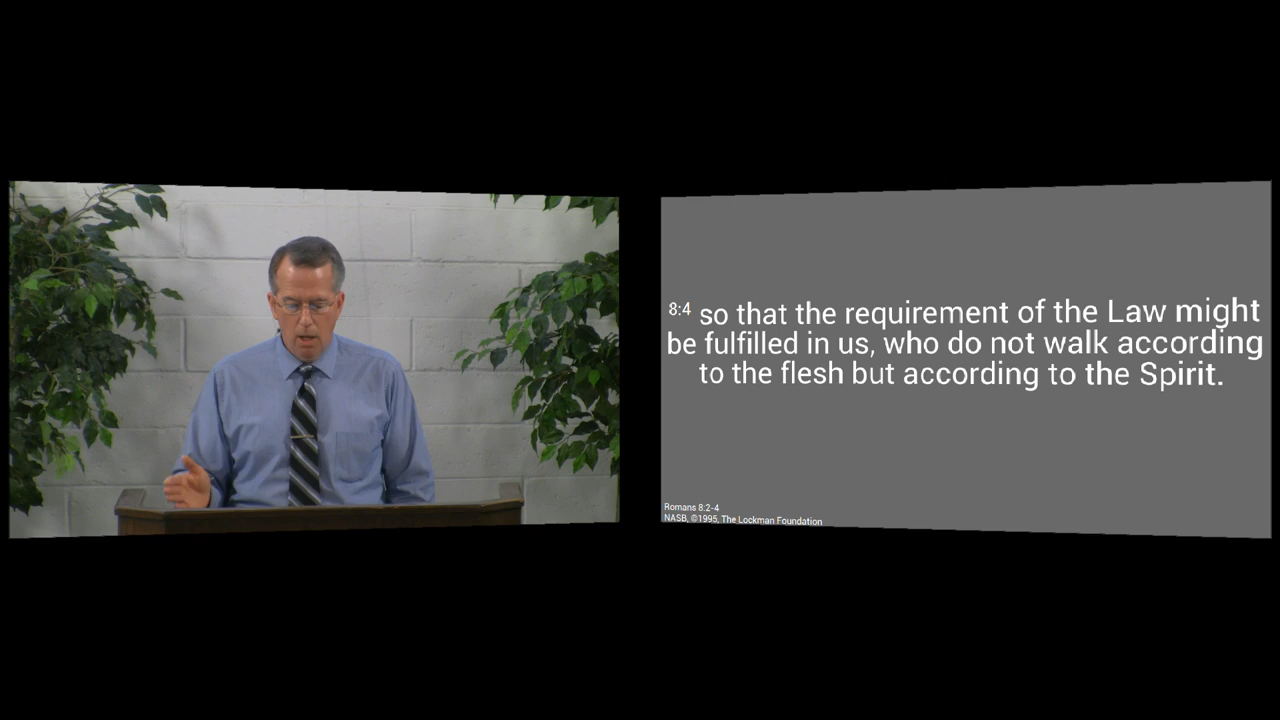 8:4 so that the requirement of the Law might
be fulfilled in us, who do not walk according
to the flesh but according to the Spirit.
Romans 8:2-4
NASB, ©1995, The Lockman Foundation